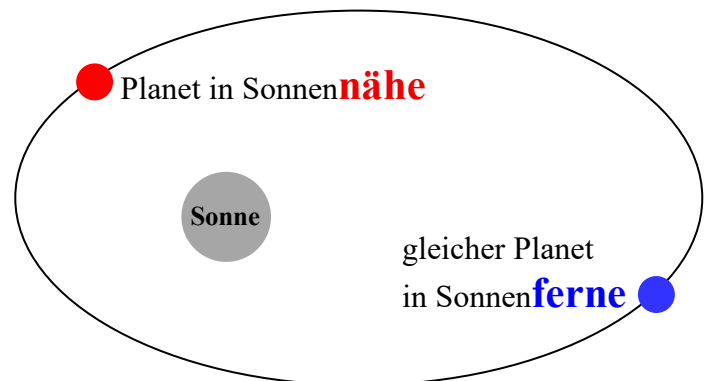 Planet in Sonnennähe
Sonne
gleicher Planet
in Sonnenferne